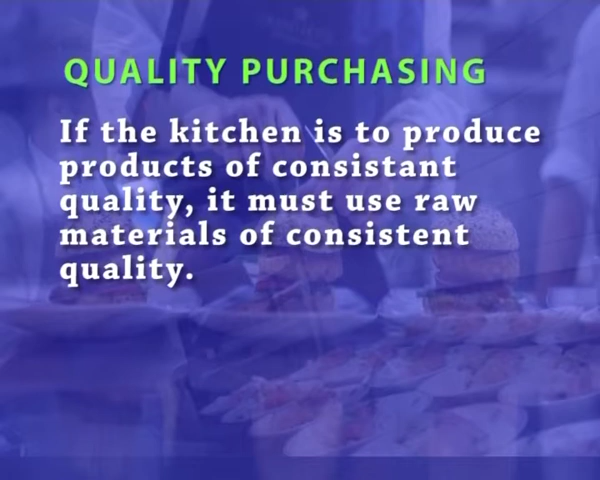 QUALITY PURCHASING
If the kitchen is to produce
products of consistant
quality, it must use raw
materials of consistent
quality.